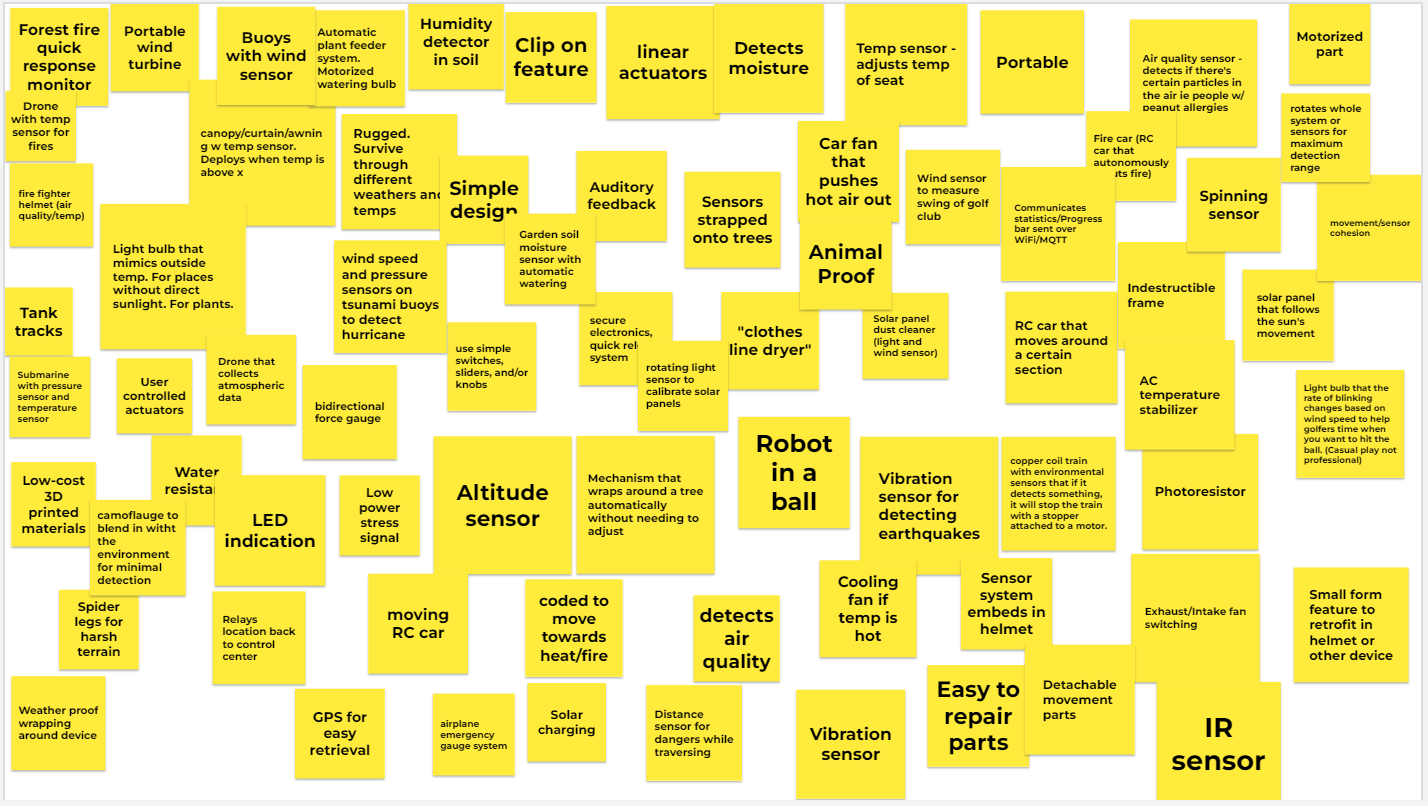 Forest fire
quick
response
monitor
Portable
wind
turbine
Buoys
with wind
sensor
Automatic
plant feeder
system.
Motorized
watering bulb
Humidity
detector
in soil
Clip on
feature
linear
actuators
Detects
moisture
Temp sensor -
adjusts temp
of seat
Portable
Air quality sensor -
detects if there's
certain particles in
the air ie people w/
peanut allergies
Motorized
part
Drone
with temp
sensor for
fires
canopy/curtain/awnin
g w temp sensor.
Deploys when temp is
above x
Rugged.
Survive
through
different
weathers and
temps
Simple
design
Auditory
feedback
Sensors
strapped
onto trees
Car fan
that
pushes
hot air out
Wind sensor
to measure
swing of golf
club
Fire car (RC
car that
autonomously
uts fire)
rotates whole
system or
sensors for
maximum
detection
range
fire fighter
helmet (air
quality/temp)
Communicates
statistics/Progress
bar sent over
WiFi/MQTT
Spinning
sensor
movement/sensor
cohesion
Light bulb that
mimics outside
temp. For places
without direct
sunlight. For plants.
wind speed
and pressure
sensors on
tsunami buoys
to detect
hurricane
Garden soil
moisture
sensor with
automatic
watering
Animal
Proof
Indestructible
frame
solar panel
that follows
the sun's
movement
Tank
tracks
use simple
switches,
sliders, and/or
knobs
secure
electronics,
quick rel
system
rotating light
sensor to
calibrate solar
panels
"clothes
line dryer"
Solar panel
dust cleaner
(light and
wind sensor)
RC car that
moves around
a certain
section
AC
temperature
stabilizer
Submarine
with pressure
sensor and
temperature
sensor
User
controlled
actuators
Drone that
collects
atmospheric
data
bidirectional
force gauge
Light bulb that the
rate of blinking
changes based on
wind speed to help
golfers time when
you want to hit the
ball. (Casual play not
professional)
Low-cost
3D
printed
materials
Water
resistan
camoflauge to
blend in witht
the
environment
for minimal
detection
LED
indication
Low
power
stress
signal
Altitude
sensor
Mechanism that
wraps around a tree
automatically
without needing to
adjust
Robot
in a
ball
Vibration
sensor for
detecting
earthquakes
copper coil train
with environmental
sensors that if it
detects something,
it will stop the train
with a stopper
attached to a motor.
Photoresistor
Spider
legs for
harsh
terrain
Relays
location back
to control
center
moving
RC car
coded to
move
towards
heat/fire
detects
air
quality
Cooling
fan if
temp is
hot
Sensor
system
embeds in
helmet
Exhaust/Intake fan
switching
Small form
feature to
retrofit in
helmet or
other device
Weather proof
wrapping
around device
GPS for
easy
retrieval
airplane
emergency
gauge system
Solar
charging
Distance
sensor for
dangers while
traversing
Vibration
sensor
Easy to
repair
parts
Detachable
movement
parts
IR
sensor